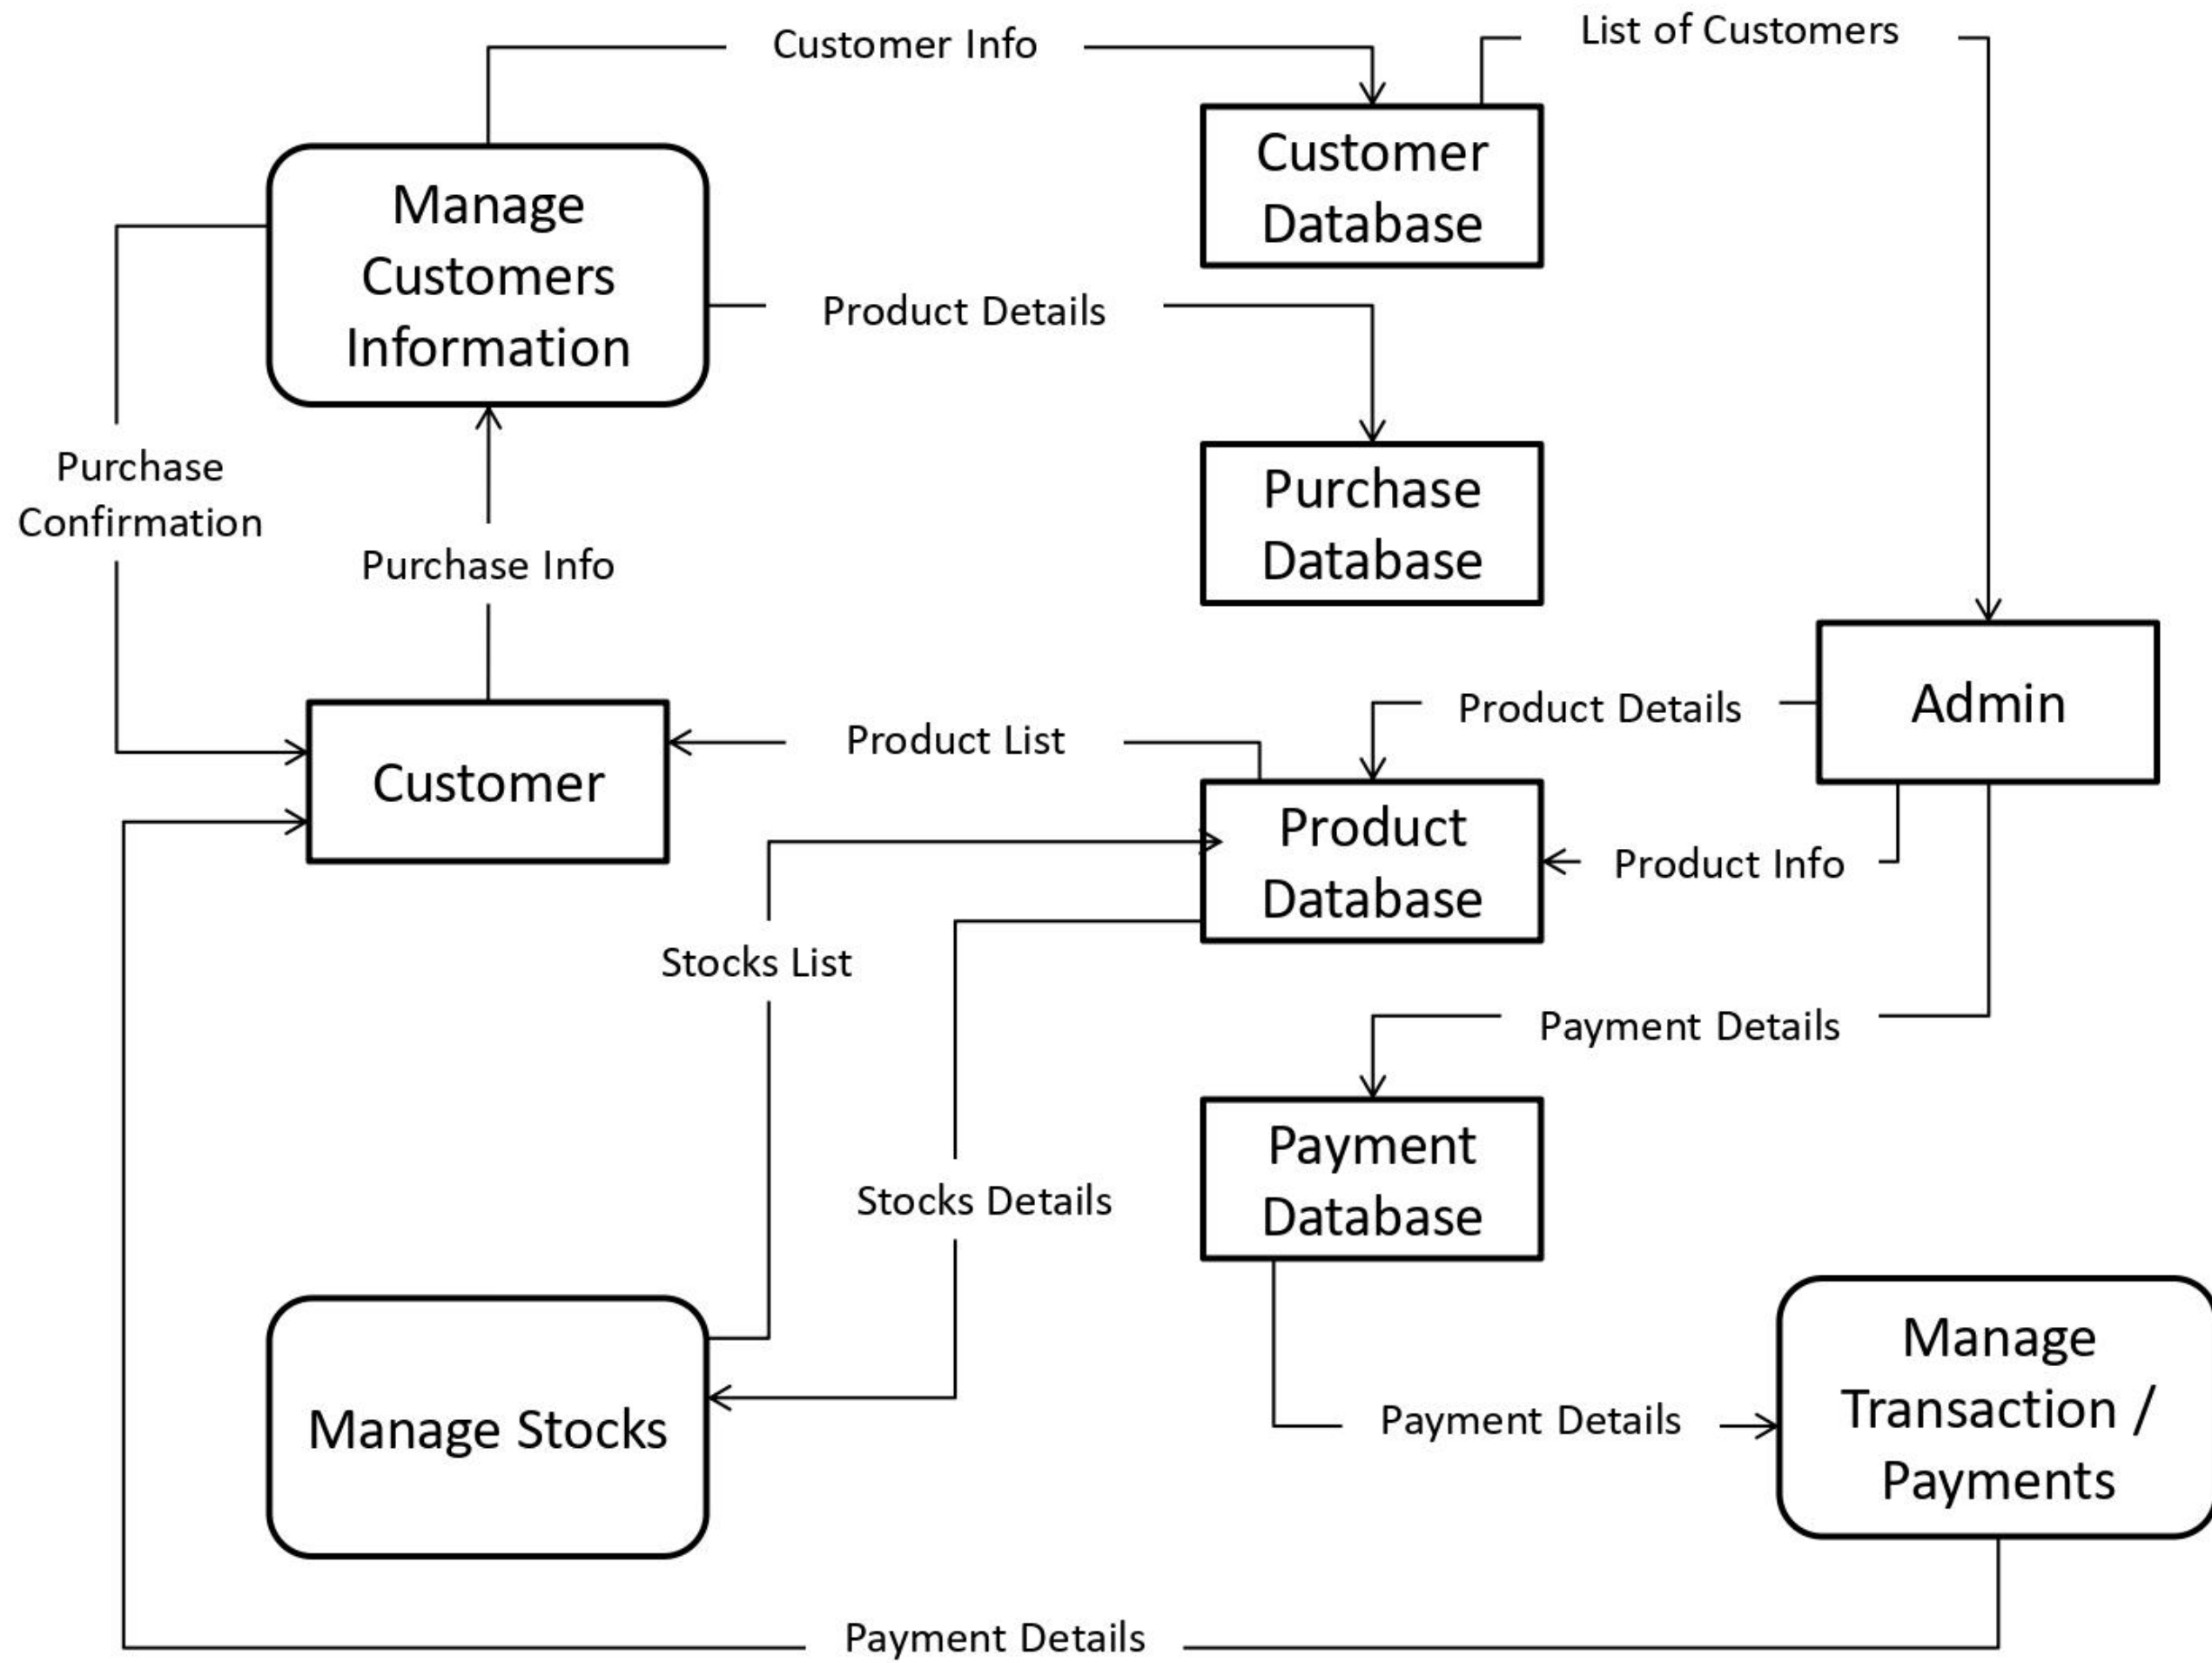 Customer Info
List of Customers
Customer
Database
Manage
Customers
Information
Product Details
Purchase
Confirmation
Purchase Info
Purchase
Database
Admin
Product Details
Product List
Customer
Product
Database
Product Info
Stocks List
Payment Details
Payment
Database
Stocks Details
Manage Stocks
Payment Details
Manage
Transaction /
Payments
Payment Details